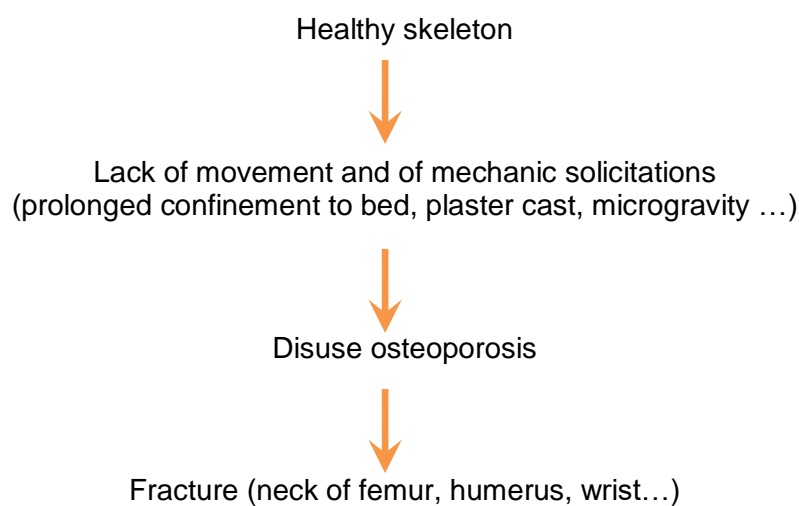 Healthy skeleton
Lack of movement and of mechanic solicitations
(prolonged confinement to bed, plaster cast, microgravity …)
Disuse osteoporosis
Fracture (neck of femur, humerus, wrist…)